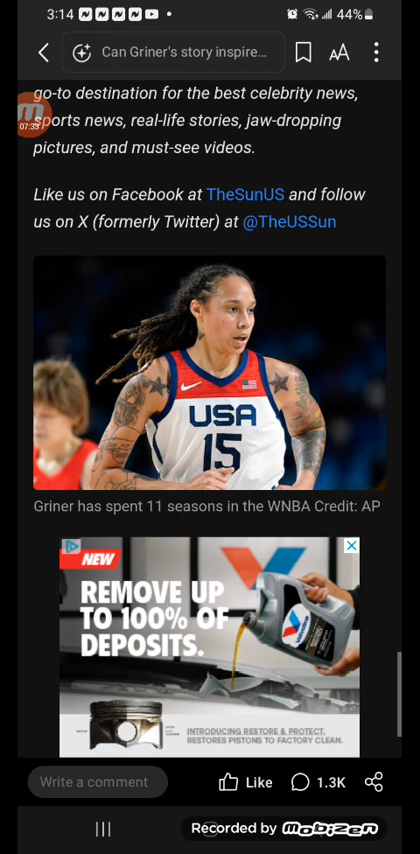 3:14
44%
Can Griner's story inspire...
AA
go-to destination for the best celebrity news,
07:33
sports news, real-life stories, jaw-dropping
pictures, and must-see videos.
Like us on Facebook at TheSunUS and follow
us on X (formerly Twitter) at @TheUSSun
USA
15
Griner has spent 11 seasons in the WNBA Credit: AP
NEW
REMOVE UP
TO 100% OF
DEPOSITS.
Valvoline
INTRODUCING RESTORE & PROTECT.
RESTORES PISTONS TO FACTORY CLEAN.
Write a comment
Like
1.3K
Recorded by mobizen